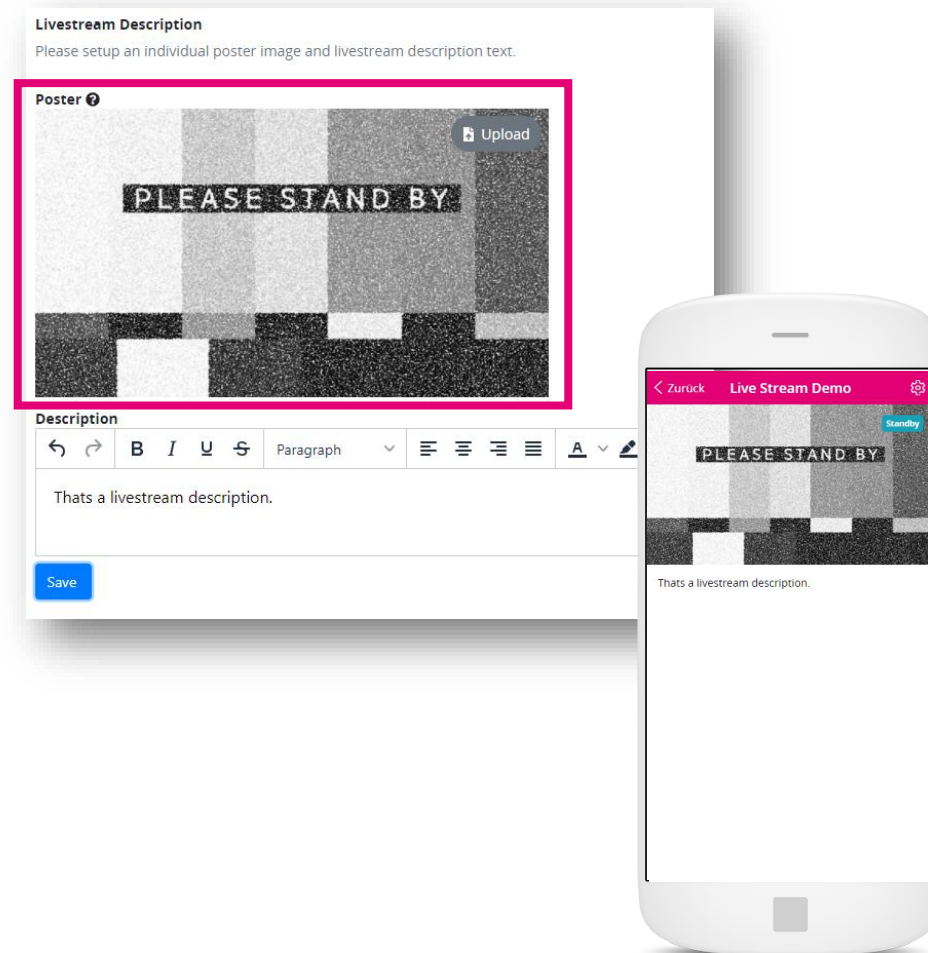 Livestream Description
Please setup an individual poster image and livestream description text.
Poster
Upload
PLEASE STAND BY
Description
B I U S Paragraph A
Thats a livestream description.
Save
Zurück Live Stream Demo
Standby
PLEASE STAND BY
Thats a livestream description.